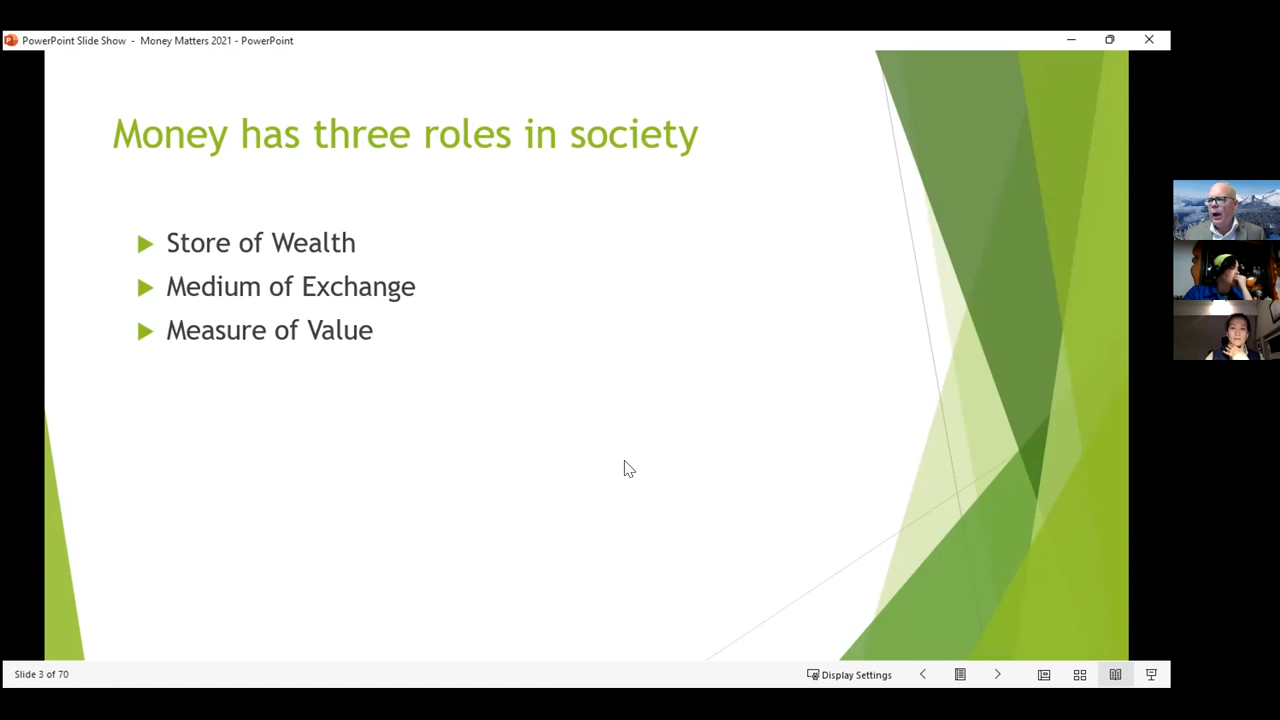 PowerPoint Slide Show - Money Matters 2021 - PowerPoint
Money has three roles in society
Store of Wealth
Medium of Exchange
Measure of Value
Slide 3 of 70
Display Settings